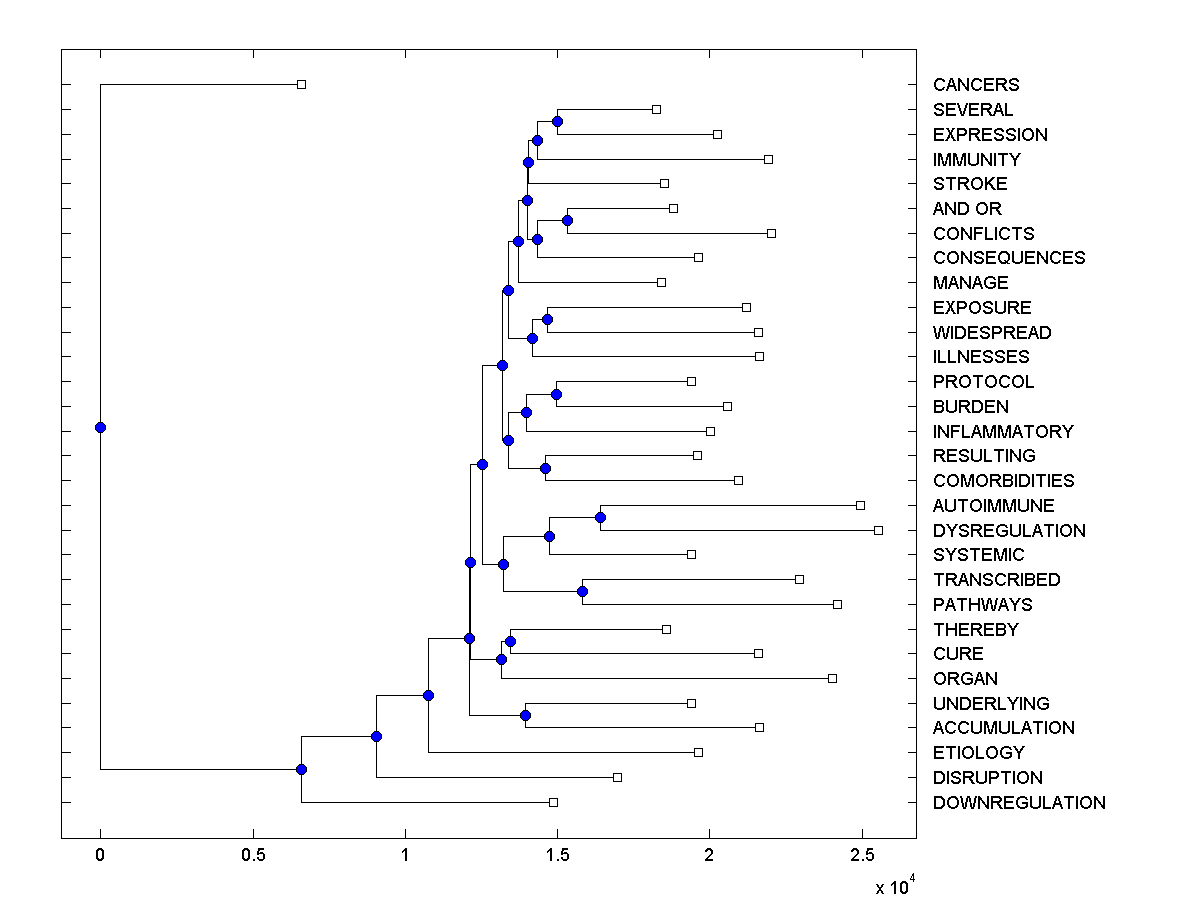 CANCERS
SEVERAL
EXPRESSION
IMMUNITY
STROKE
AND OR
CONFLICTS
CONSEQUENCES
MANAGE
EXPOSURE
WIDESPREAD
ILLNESSES
PROTOCOL
BURDEN
INFLAMMATORY
RESULTING
COMORBIDITIES
AUTOIMMUNE
DYSREGULATION
SYSTEMIC
TRANSCRIBED
PATHWAYS
THEREBY
CURE
ORGAN
UNDERLYING
ACCUMULATION
ETIOLOGY
DISRUPTION
DOWNREGULATION
0 0.5 1 1.5 2 2.5
x 10^4